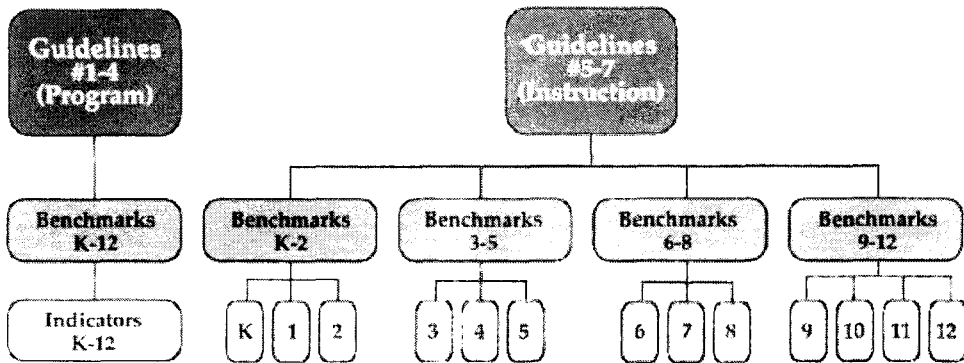 Guidelines
#1-4
(Program)
Guidelines
#5-7
(Instruction)
Benchmarks
K-12
Benchmarks
K-2
Benchmarks
3-5
Benchmarks
6-8
Benchmarks
9-12
Indicators
K-12
K
1
2
3
4
5
6
7
8
9
10
11
12